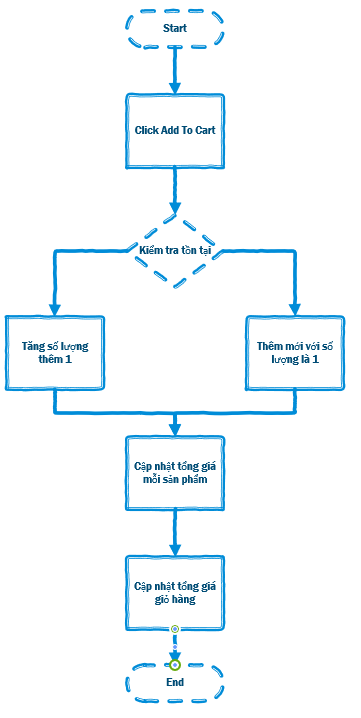 Start
Click Add To Cart
Kiểm tra tồn tại
Tăng số lượng
thêm 1
Thêm mới với số
lượng là 1
Cập nhật tổng giá
mỗi sản phẩm
Cập nhật tổng giá
giỏ hàng
End